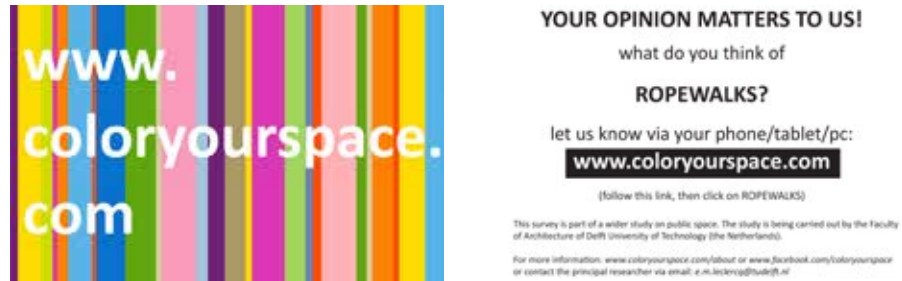 www.
coloryourspace.
com
YOUR OPINION MATTERS TO US!
what do you think of
ROPEWALKS?
let us know via your phone/tablet/pc:
www.coloryourspace.com
(follow this link, then click on ROPEWALKS)
This survey is part of a wider study on public space. The study is being carried out by the Faculty
of Architecture of Delft University of Technology (the Netherlands).
For more information: www.coloryourspace.com/about or www.facebook.com/coloryourspace
or contact the principal researcher via email: e.m.leclercq@tudelft.nl